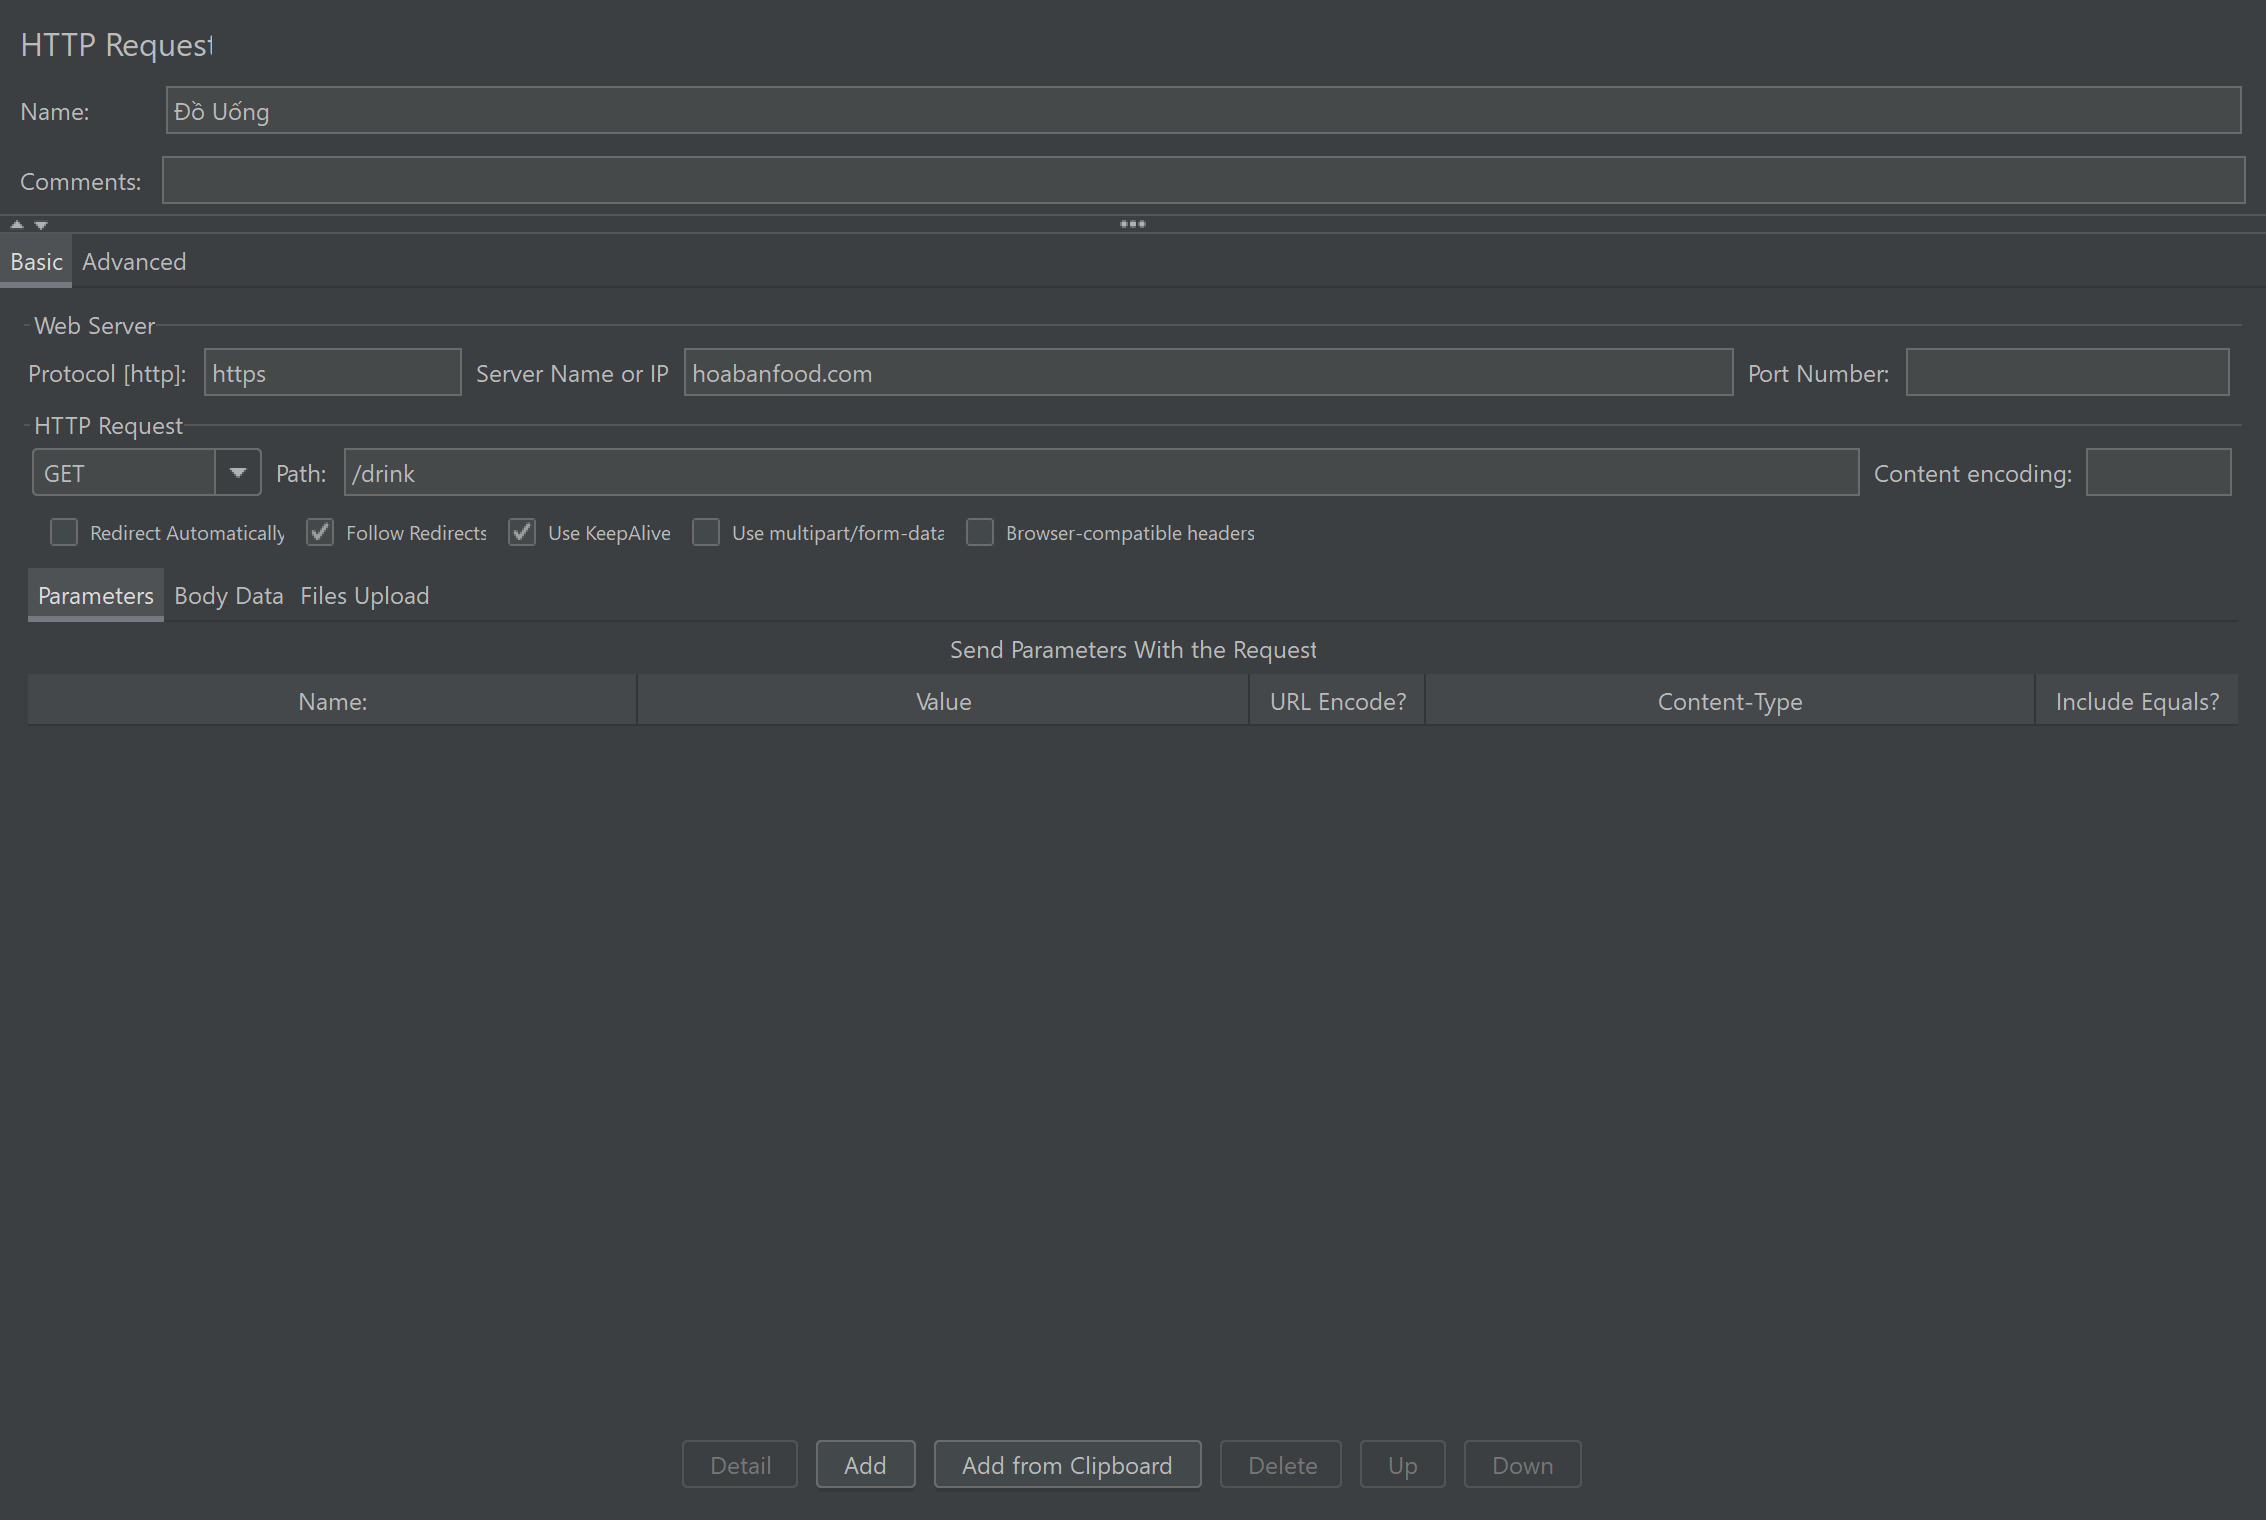 HTTP Request
Name: Đồ Uống
Comments:
Basic Advanced
Web Server
Protocol [http]: https Server Name or IP hoabanfood.com Port Number:
HTTP Request
GET Path: /drink Content encoding:
Redirect Automatically Follow Redirects Use KeepAlive Use multipart/form-data Browser-compatible headers
Parameters Body Data Files Upload
Send Parameters With the Request
Name: Value URL Encode? Content-Type Include Equals?
Detail Add Add from Clipboard Delete Up Down